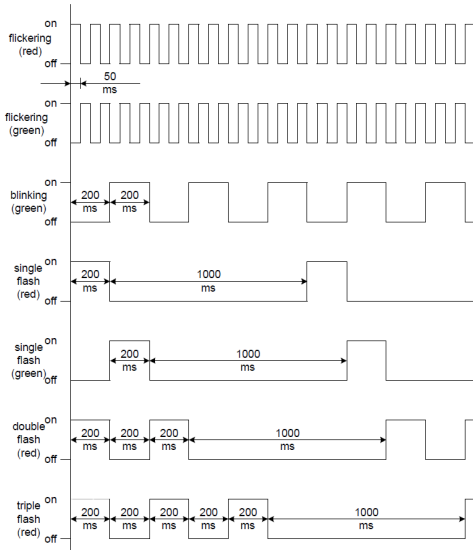 on
flickering
(red)
off
50
ms
on
flickering
(green)
off
on
blinking
(green)
off
200 200
ms ms
on
single
flash
(red)
off
200 1000
ms ms
on
single
flash
(green)
off
200 1000
ms ms
on
double
flash
(red)
off
200 200 200 1000
ms ms ms ms
on
triple
flash
(red)
off
200 200 200 200 200 1000
ms ms ms ms ms ms